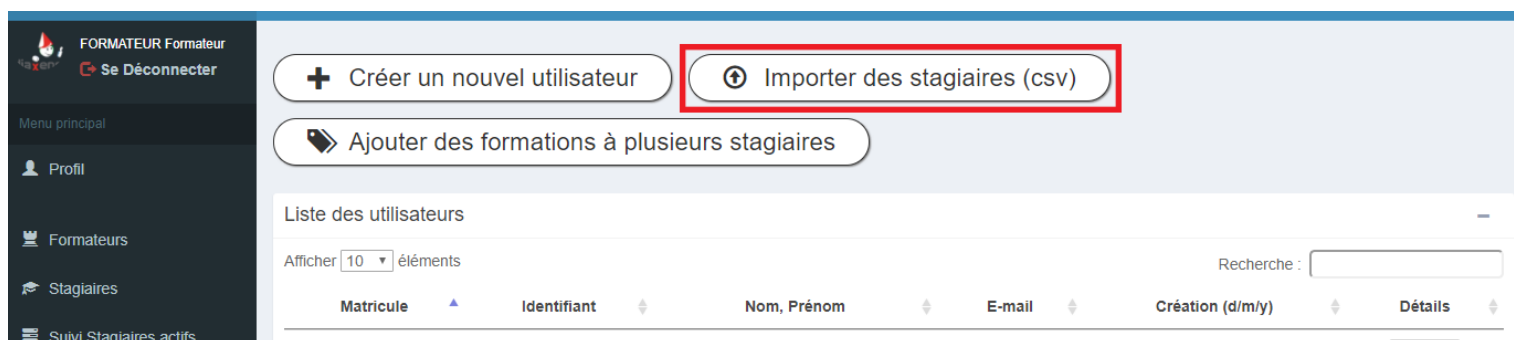 FORMATEUR Formateur
Se Déconnecter
Menu principal
Profil
Formateurs
Stagiaires
Suivi Stagiaires actifs
Créer un nouvel utilisateur
Importer des stagiaires (csv)
Ajouter des formations à plusieurs stagiaires
Liste des utilisateurs
Afficher 10 éléments
Recherche :
Matricule Identifiant Nom, Prénom E-mail Création (d/m/y) Détails